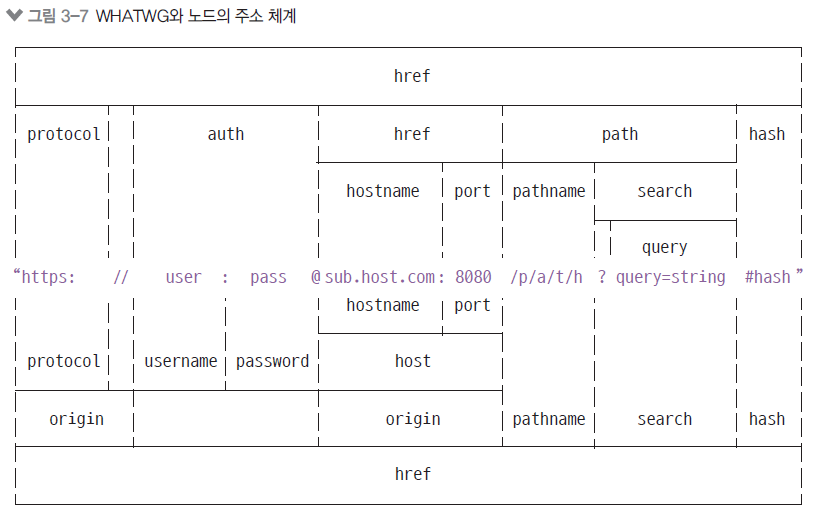 그림 3-7 WHATWG와 노드의 주소 체계
href
protocol auth href path hash
hostname port pathname search
query
“https: // user : pass @ sub.host.com : 8080 /p/a/t/h ? query=string #hash ”
hostname port
protocol username password host
origin origin pathname search hash
href